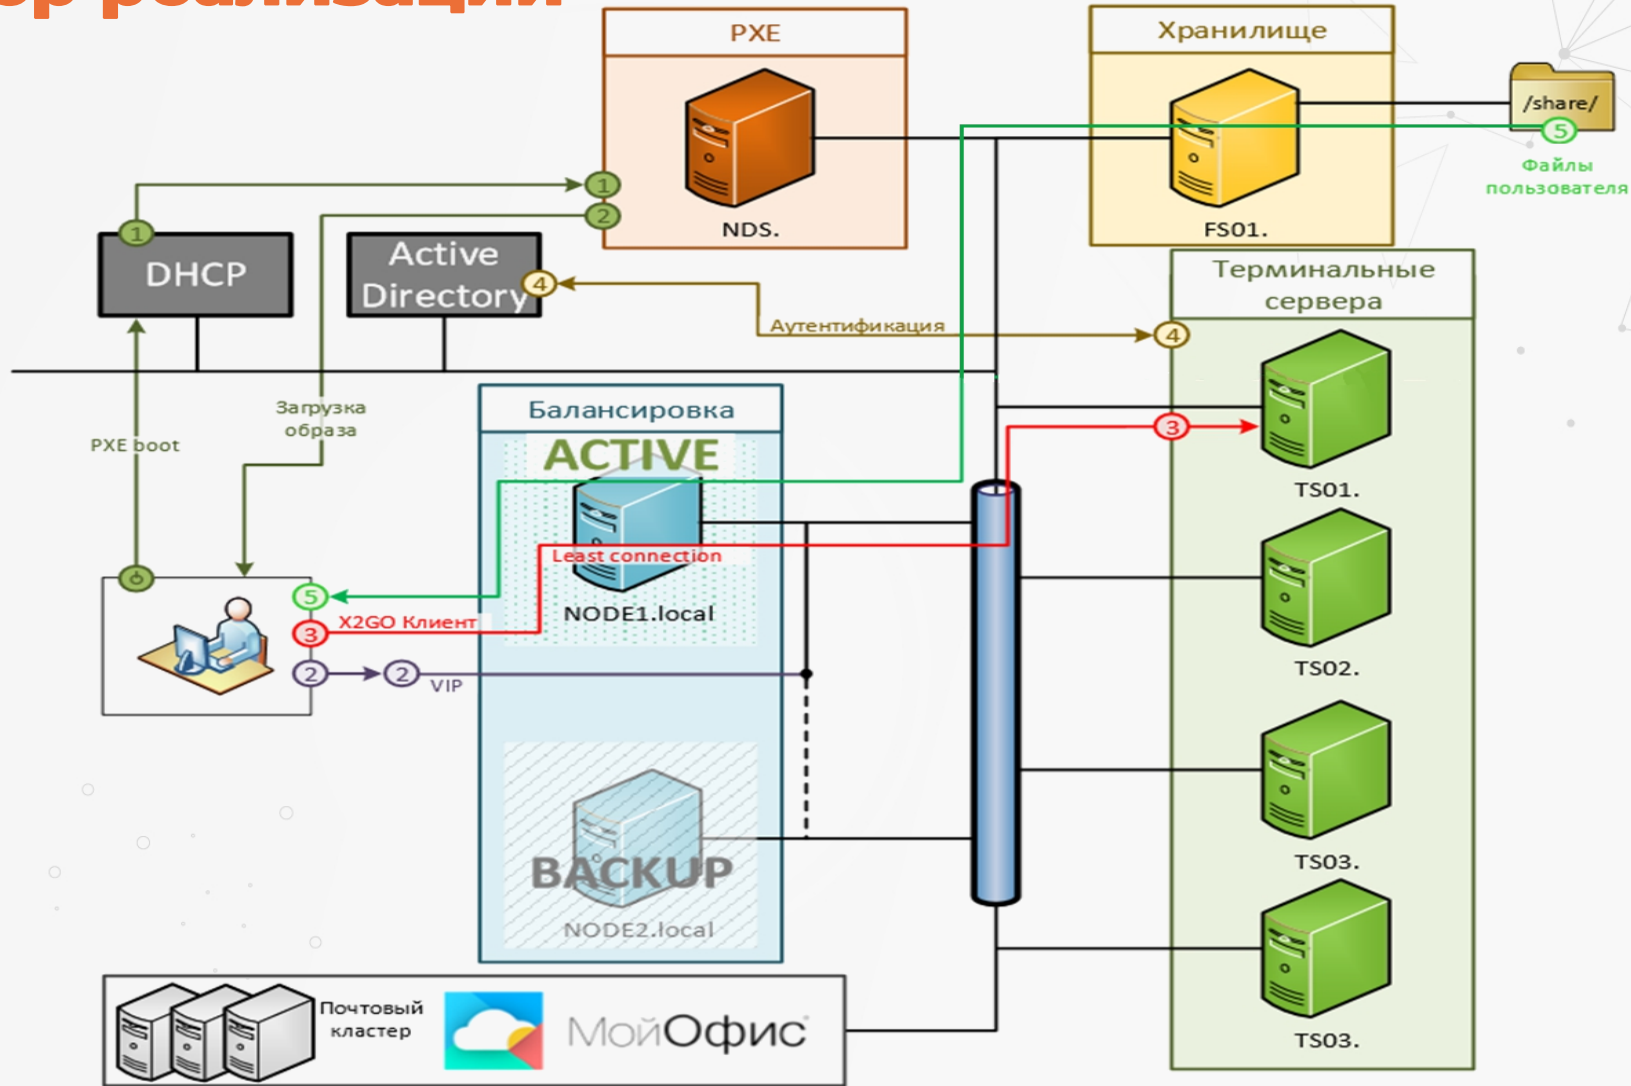 реализации
PXE
NDS.
Хранилище
FS01.
/share/
5
Файлы
пользователя
1
2
1
DHCP
Active
Directory
4
Аутентификация
4
Терминальные
сервера
TS01.
TS02.
TS03.
TS03.
3
Загрузка
образа
PXE boot
Балансировка
ACTIVE
Least connection
NODE1.local
5
3
X2GO Клиент
2
2
VIP
BACKUP
NODE2.local
Почтовый
кластер
МойОфис